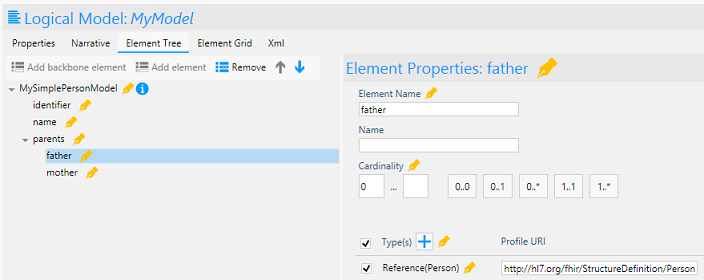 Logical Model: MyModel
Properties Narrative Element Tree Element Grid Xml
Add backbone element Add element Remove
MySimplePersonModel
identifier
name
parents
father
mother
Element Properties: father
Element Name
father
Name
Cardinality
0 ... 0..0 0..1 0..* 1..1 1..*
Type(s) Profile URI
Reference(Person) http://hl7.org/fhir/StructureDefinition/Person